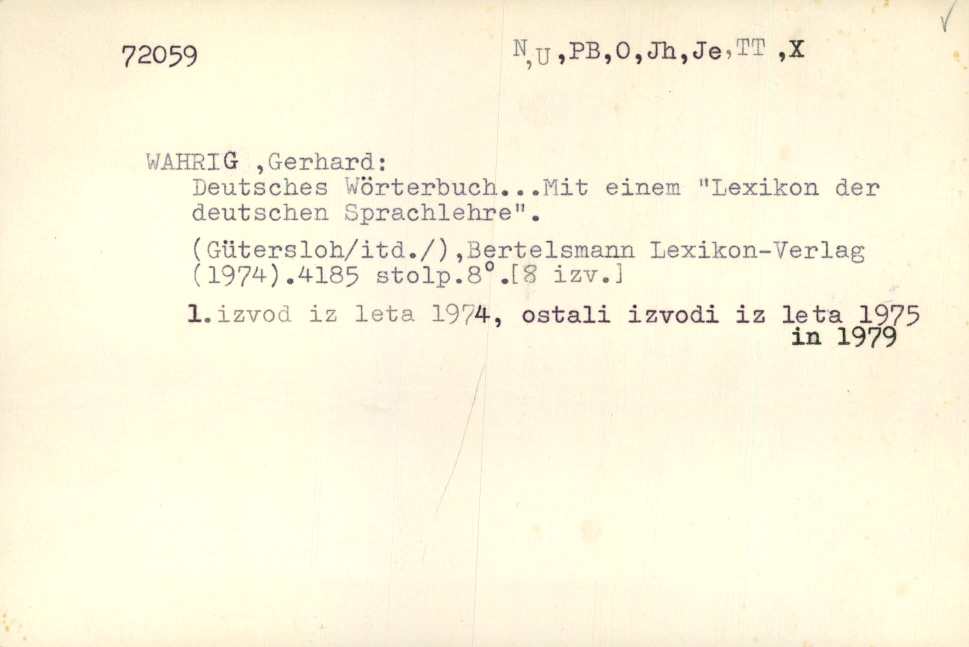 72059 N,U,PB,O,Jh,Je,TT ,X
WAHRIG ,Gerhard:
Deutsches Wörterbuch...Mit einem "Lexikon der
deutschen Sprachlehre".
(Gütersloh/itd./),Bertelsmann Lexikon-Verlag
(1974).4185 stolp.8°.[8 izv.]
1.izvod iz leta 1974, ostali izvodi iz leta 1975
in 1979